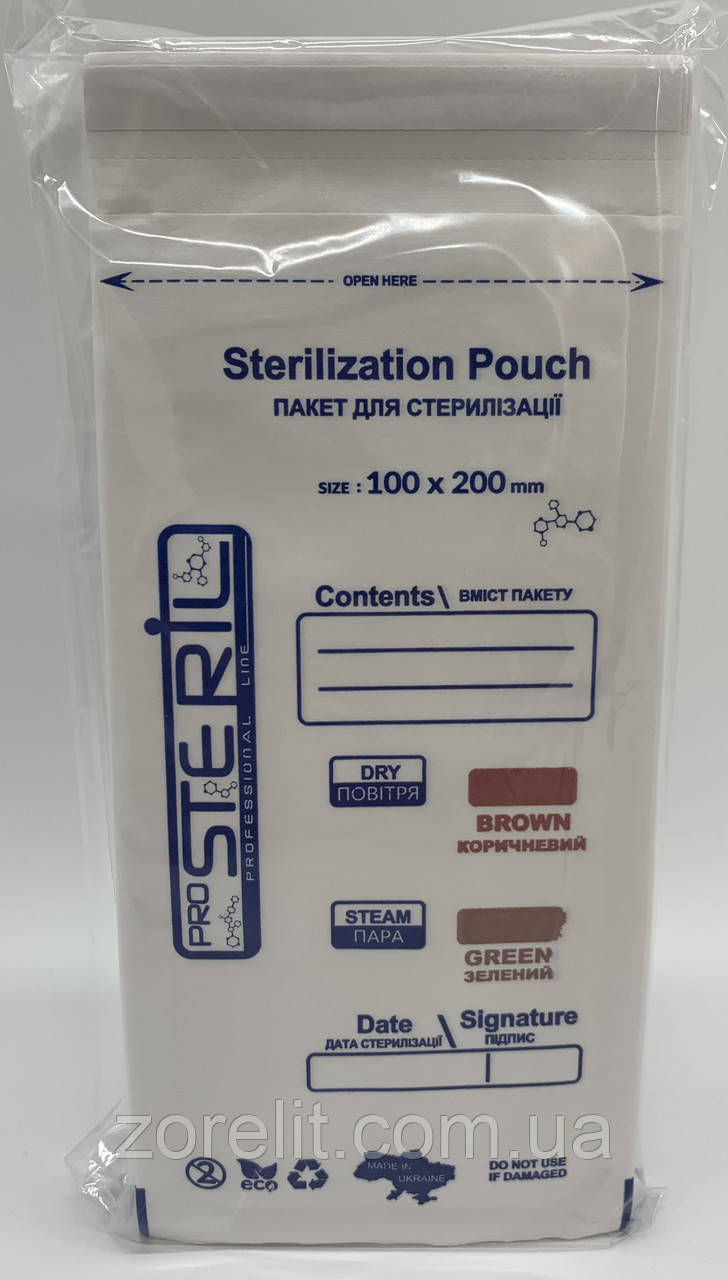 OPEN HERE
Sterilization Pouch
ПАКЕТ ДЛЯ СТЕРИЛІЗАЦІЇ
SIZE : 100 x 200 mm
PRO STERIL
PROFESSIONAL LINE
Contents \ ВМІСТ ПАКЕТУ
DRY
ПОВІТРЯ
BROWN
КОРИЧНЕВИЙ
STEAM
ПАРА
GREEN
ЗЕЛЕНИЙ
Date \ Signature
ДАТА СТЕРИЛІЗАЦІЇ ПІДПИС
zorelit.com.ua
2
eco
MADE IN
UKRAINE
DO NOT USE
IF DAMAGED